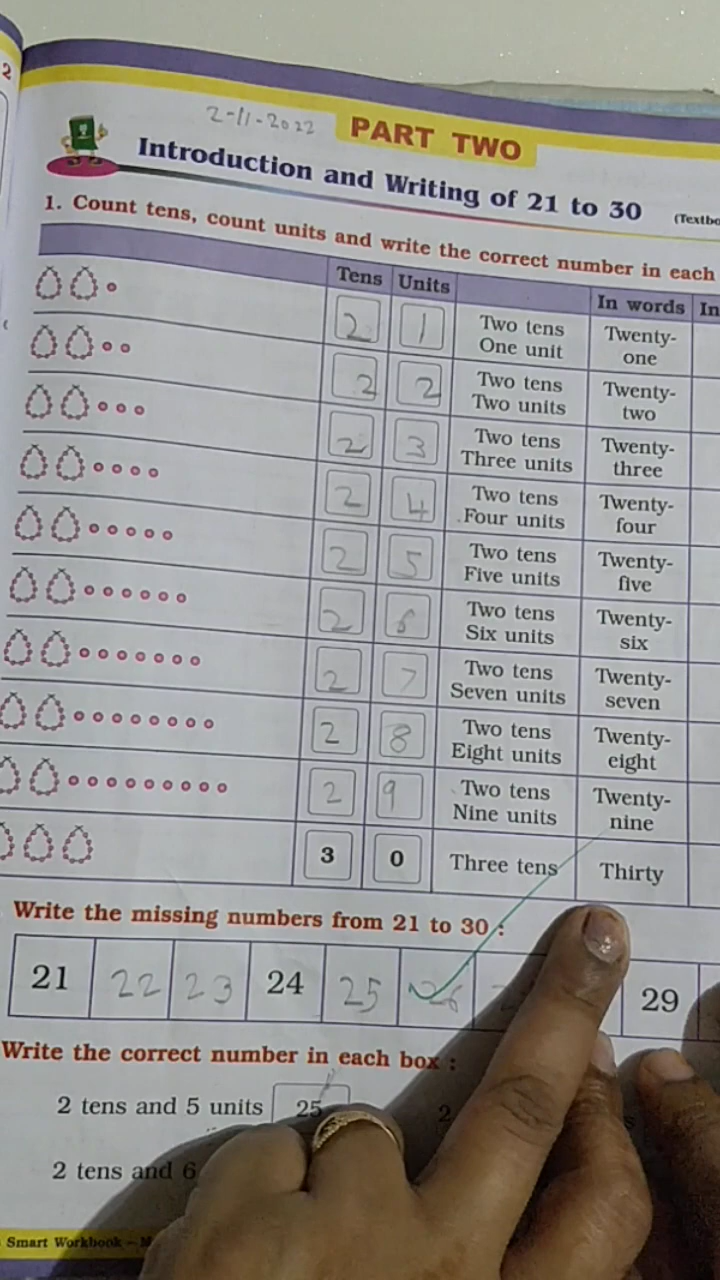 2
2-11-2022
PART TWO
Introduction and Writing of 21 to 30
1. Count tens, count units and write the correct number in each
Tens Units In words In
2 1 Two tens One unit Twenty-one
2 2 Two tens Two units Twenty-two
2 3 Two tens Three units Twenty-three
2 4 Two tens Four units Twenty-four
2 5 Two tens Five units Twenty-five
2 6 Two tens Six units Twenty-six
2 7 Two tens Seven units Twenty-seven
2 8 Two tens Eight units Twenty-eight
2 9 Two tens Nine units Twenty-nine
3 0 Three tens Thirty
Write the missing numbers from 21 to 30 :
21 22 23 24 25 26 29
Write the correct number in each box :
2 tens and 5 units 25 2
2 tens and 6
Smart Workbook –